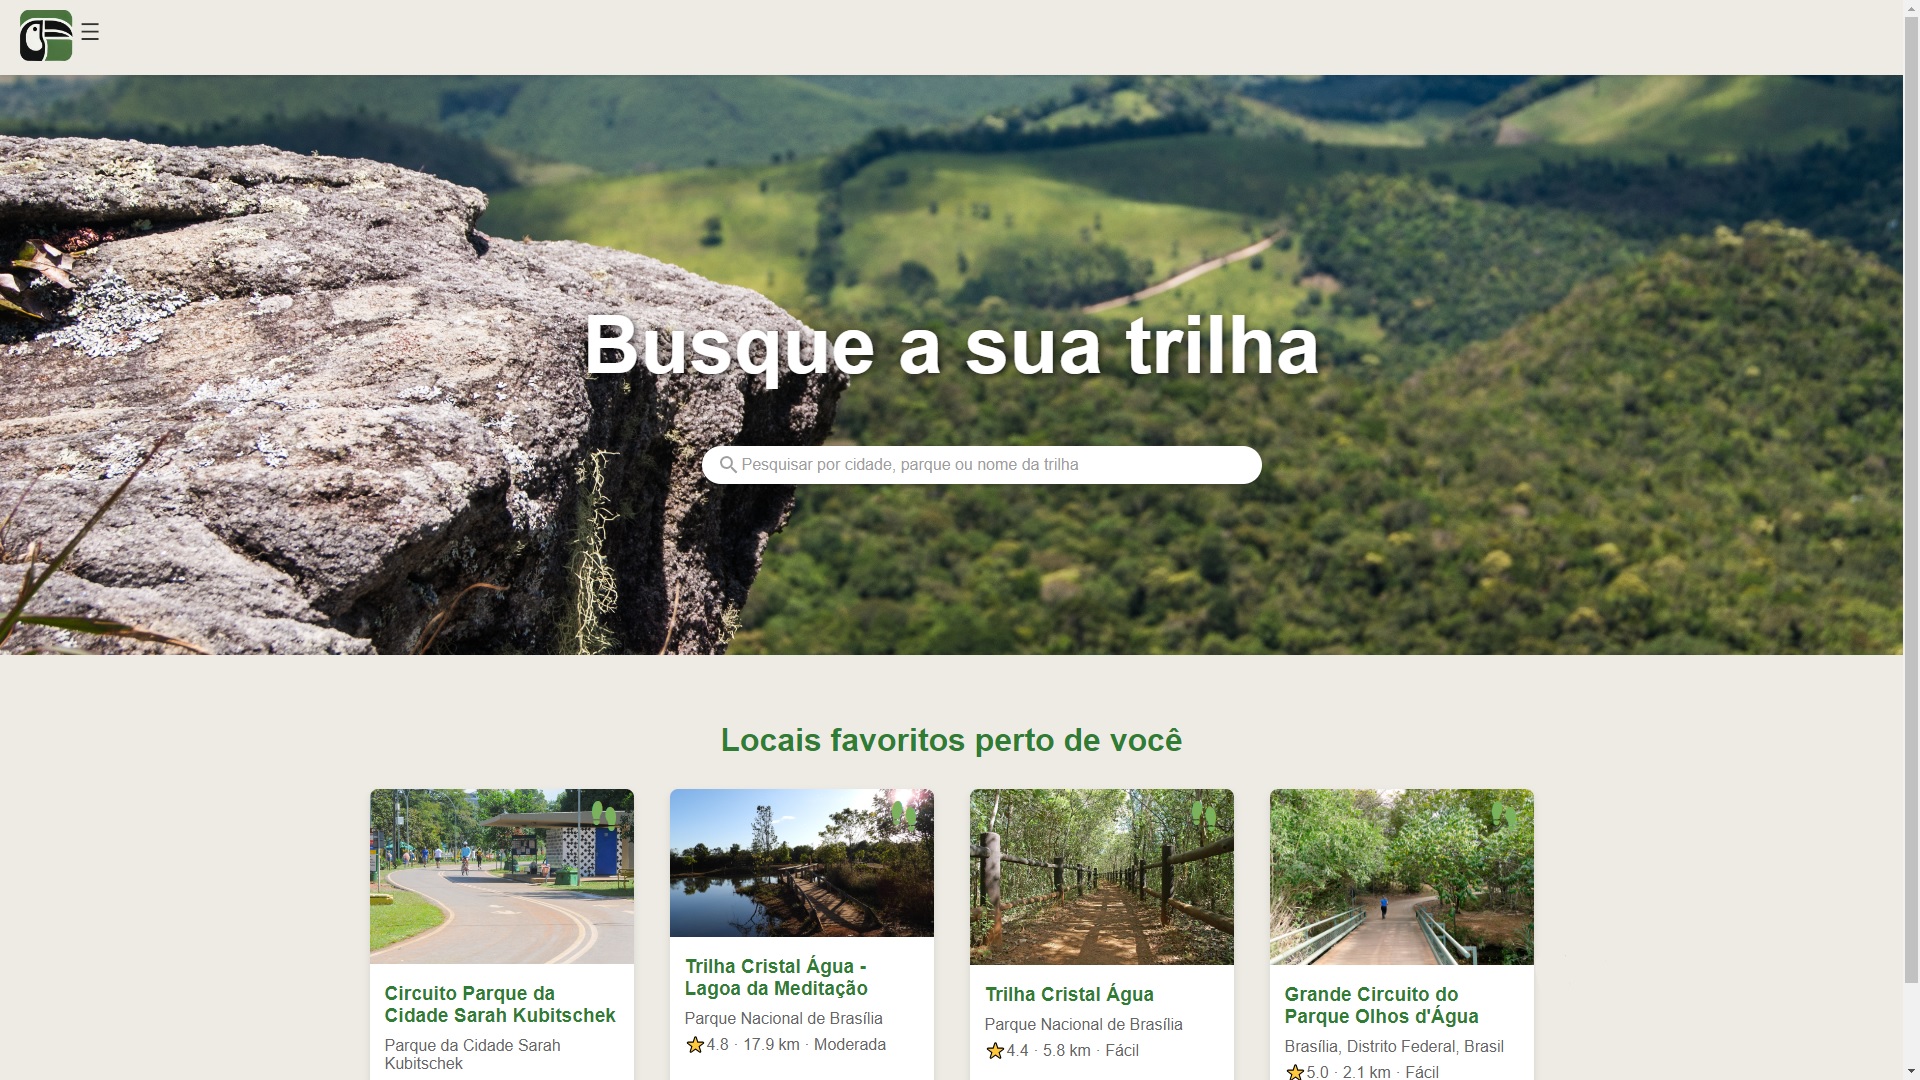 Busque a sua trilha
Pesquisar por cidade, parque ou nome da trilha
Locais favoritos perto de você
Circuito Parque da
Cidade Sarah Kubitschek
Parque da Cidade Sarah
Kubitschek
Trilha Cristal Água -
Lagoa da Meditação
Parque Nacional de Brasília
4.8 · 17.9 km · Moderada
Trilha Cristal Água
Parque Nacional de Brasília
4.4 · 5.8 km · Fácil
Grande Circuito do
Parque Olhos d'Água
Brasília, Distrito Federal, Brasil
5.0 · 2.1 km · Fácil